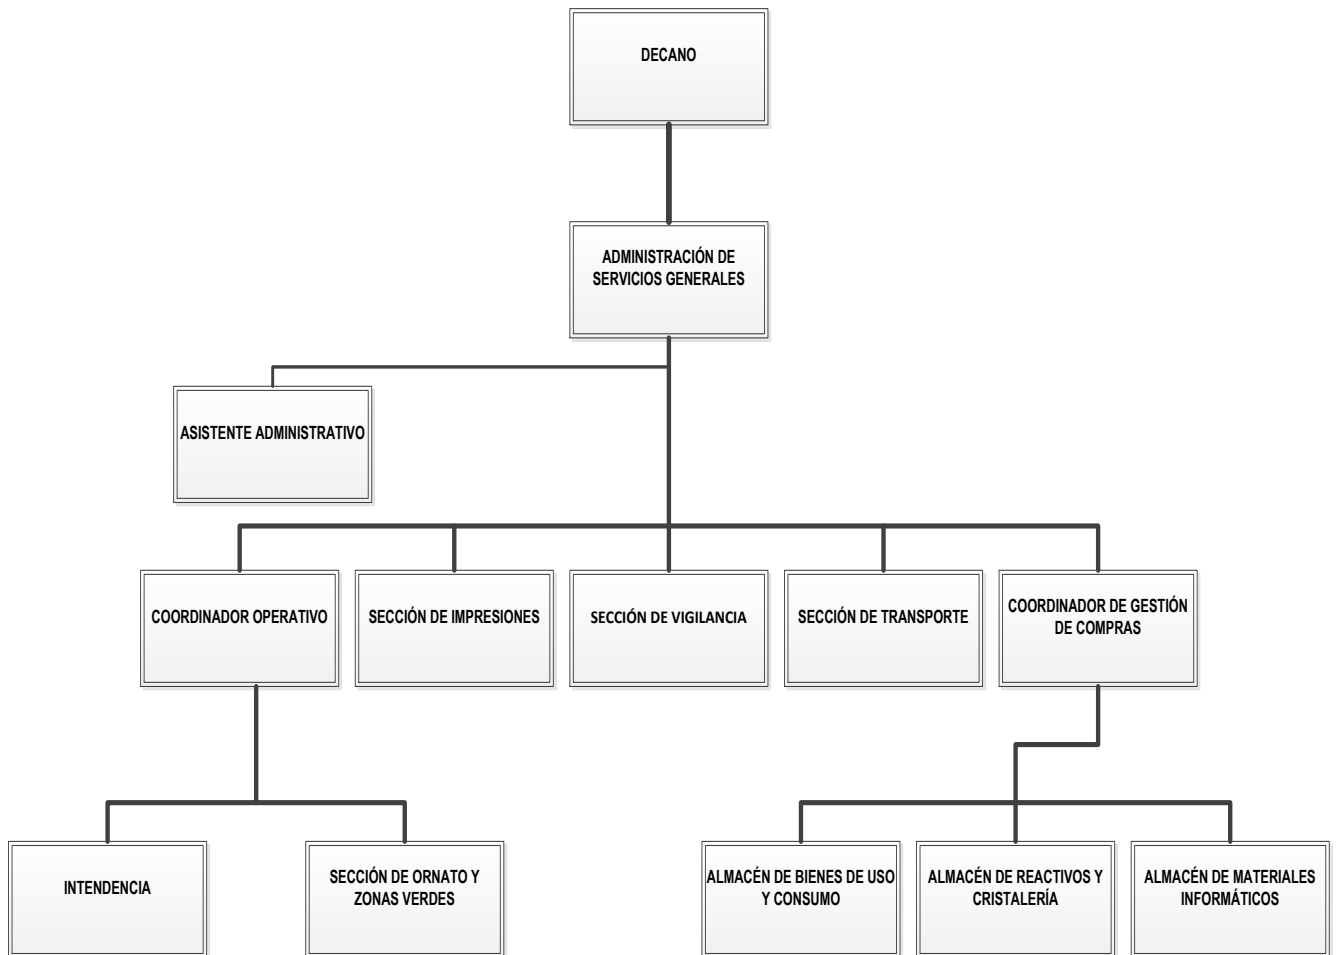 DECANO
ADMINISTRACIÓN DE
SERVICIOS GENERALES
ASISTENTE ADMINISTRATIVO
COORDINADOR OPERATIVO
SECCIÓN DE IMPRESIONES
SECCIÓN DE VIGILANCIA
SECCIÓN DE TRANSPORTE
COORDINADOR DE GESTIÓN
DE COMPRAS
INTENDENCIA
SECCIÓN DE ORNATO Y
ZONAS VERDES
ALMACÉN DE BIENES DE USO
Y CONSUMO
ALMACÉN DE REACTIVOS Y
CRISTALERÍA
ALMACÉN DE MATERIALES
INFORMÁTICOS